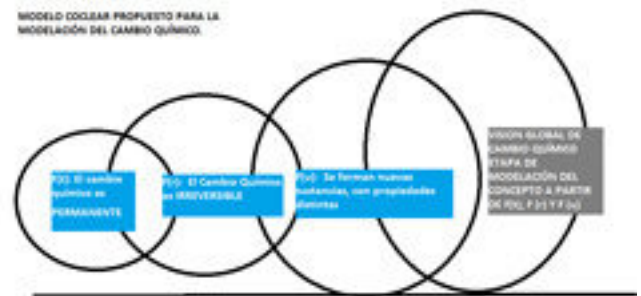 MODELO COCLEAR PROPUESTO PARA LA
MODELACIÓN DEL CAMBIO QUÍMICO.
El cambio
químico es
PERMANENTE
El Cambio Químico
es IRREVERSIBLE
Se forman nuevas
sustancias, con propiedades
distintas
VISION GLOBAL DE
CAMBIO QUÍMICO
ETAPA DE
MODELACIÓN DEL
CONCEPTO A PARTIR